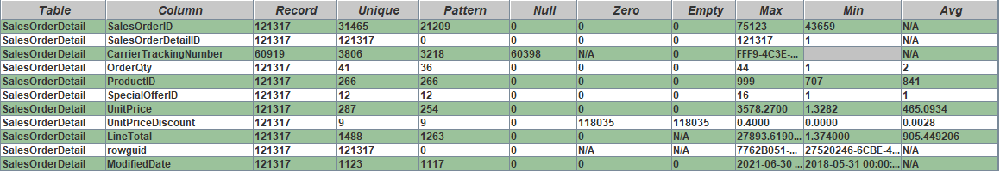 Table Column Record Unique Pattern Null Zero Empty Max Min Avg
SalesOrderDetail SalesOrderID 121317 31465 21209 0 0 0 75123 43659 N/A
SalesOrderDetail SalesOrderDetailID 121317 121317 0 0 0 0 121317 1 N/A
SalesOrderDetail CarrierTrackingNumber 60919 3806 3218 60398 N/A 0 FFF9-4C3E-... N/A
SalesOrderDetail OrderQty 121317 41 36 0 0 0 44 1 2
SalesOrderDetail ProductID 121317 266 266 0 0 0 999 707 841
SalesOrderDetail SpecialOfferID 121317 12 12 0 0 0 16 1 1
SalesOrderDetail UnitPrice 121317 287 254 0 0 0 3578.2700 1.3282 465.0934
SalesOrderDetail UnitPriceDiscount 121317 9 9 0 118035 118035 0.4000 0.0000 0.0028
SalesOrderDetail LineTotal 121317 1488 1263 0 0 N/A 27893.6190... 1.374000 905.449206
SalesOrderDetail rowguid 121317 121317 0 0 N/A N/A 7762B051-... 27520246-6CBE-4... N/A
SalesOrderDetail ModifiedDate 121317 1123 1117 0 0 0 2021-06-30 ... 2018-05-31 00:00:... N/A